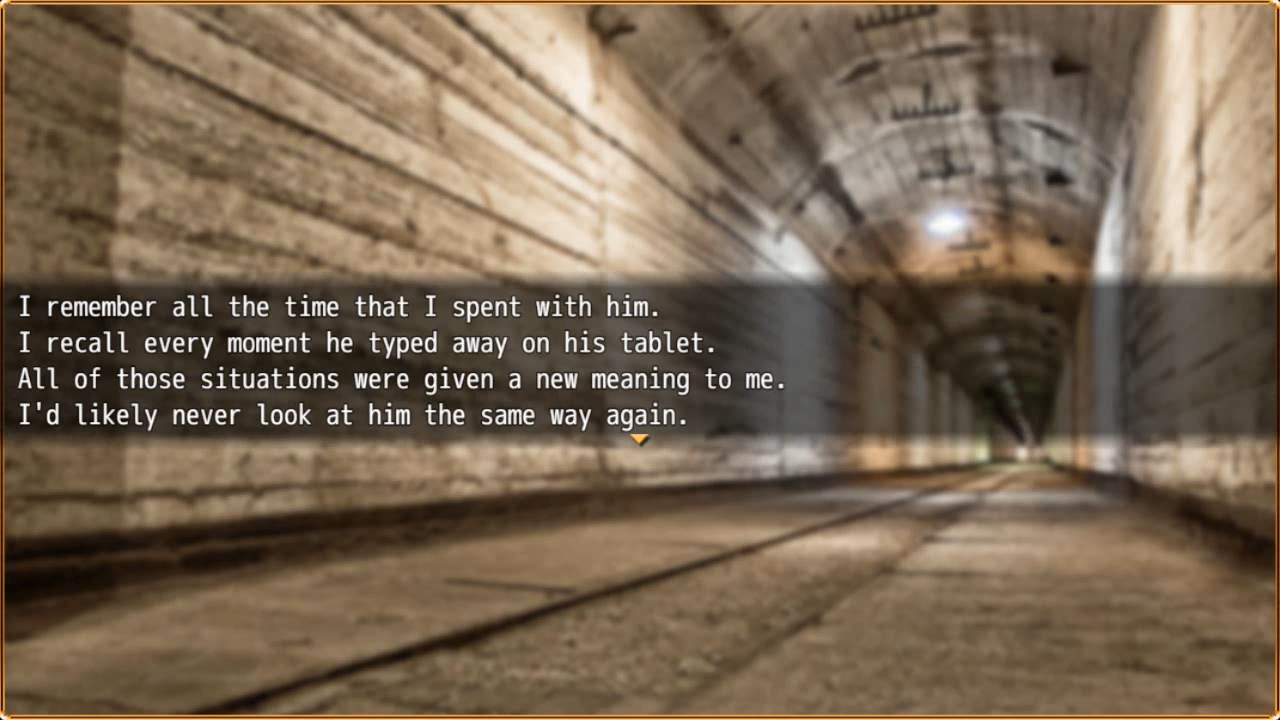 I remember all the time that I spent with him.
I recall every moment he typed away on his tablet.
All of those situations were given a new meaning to me.
I'd likely never look at him the same way again.